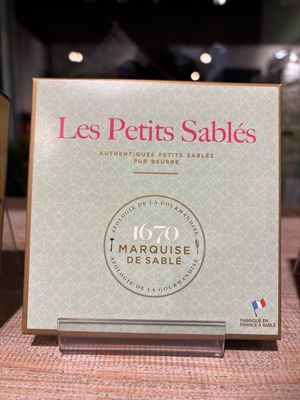 Les Petits Sablés
AUTHENTIQUES PETITS SABLÉS
PUR BEURRE
APOLOGIE DE LA GOURMANDISE
1670
MARQUISE
DE SABLÉ
APOLOGIE DE LA GOURMANDISE
FABRIQUÉ EN
FRANCE À SABLÉ